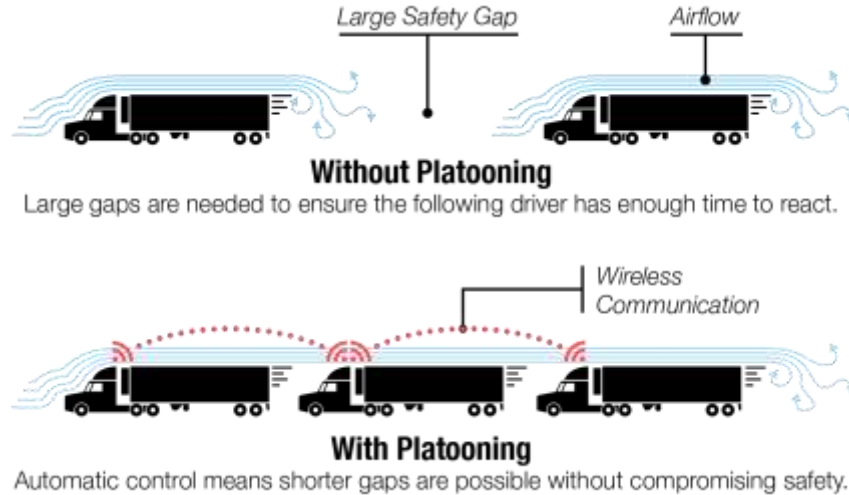 Large Safety Gap
Airflow
Without Platooning
Large gaps are needed to ensure the following driver has enough time to react.
Wireless
Communication
With Platooning
Automatic control means shorter gaps are possible without compromising safety.